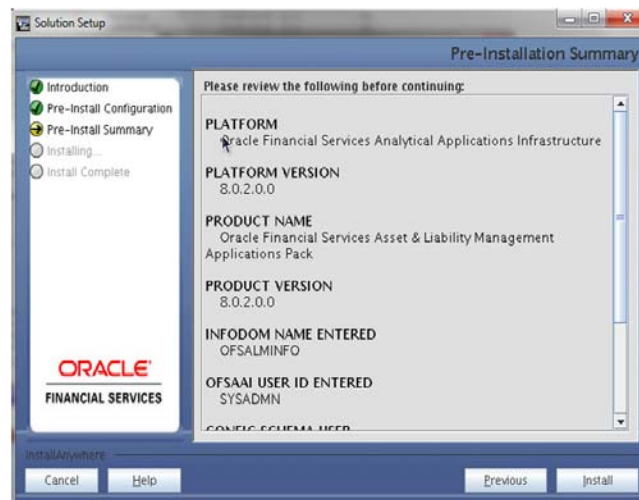 Solution Setup
Pre-Installation Summary
Introduction
Pre-Install Configuration
Pre-Install Summary
Installing...
Install Complete
ORACLE
FINANCIAL SERVICES
Please review the following before continuing:
PLATFORM
Oracle Financial Services Analytical Applications Infrastructure
PLATFORM VERSION
8.0.2.0.0
PRODUCT NAME
Oracle Financial Services Asset & Liability Management
Applications Pack
PRODUCT VERSION
8.0.2.0.0
INFODOM NAME ENTERED
OFSALMINFO
OFSAAI USER ID ENTERED
SYSADMN
CONFIG SCHEMA USER
InstallAnywhere
Cancel
Help
Previous
Install